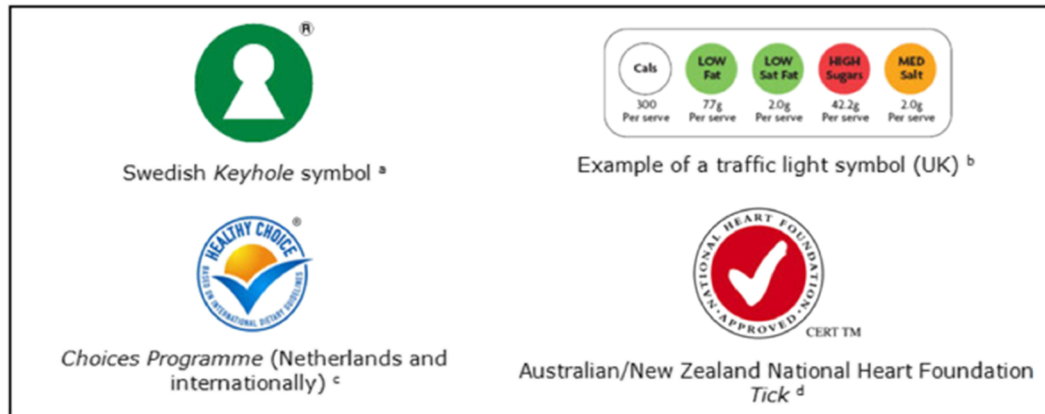 ®
Swedish Keyhole symbol a
Cals
LOW Fat
LOW Sat Fat
HIGH Sugars
MED Salt
300 Per serve
7.7g Per serve
2.0g Per serve
42.2g Per serve
2.0g Per serve
Example of a traffic light symbol (UK) b
HEALTHY CHOICE ®
BASED ON INTERNATIONAL DIETARY GUIDELINES
Choices Programme (Netherlands and
internationally) c
NATIONAL HEART FOUNDATION
· APPROVED ·
CERT TM
Australian/New Zealand National Heart Foundation
Tick d